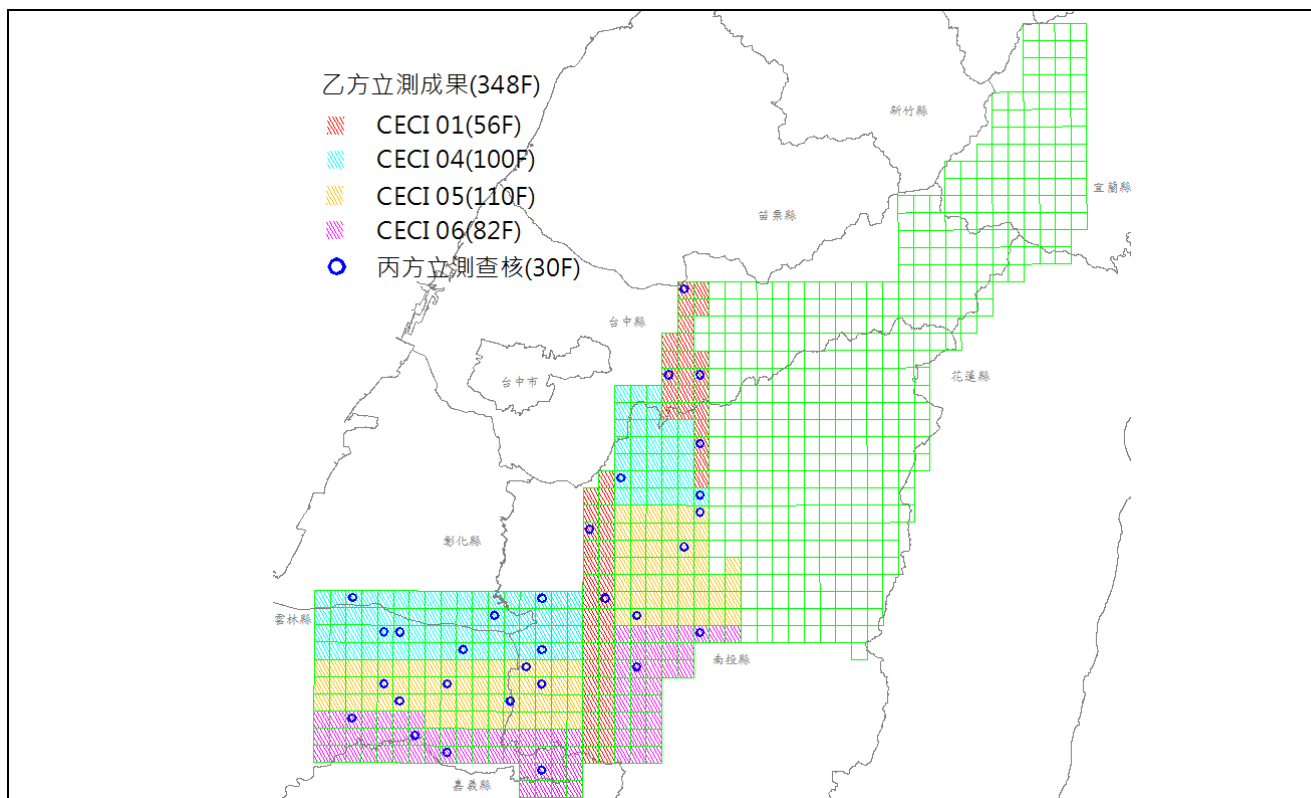 乙方立測成果(348F)
CECI 01(56F)
CECI 04(100F)
CECI 05(110F)
CECI 06(82F)
丙方立測查核(30F)
新竹縣
宜蘭縣
苗栗縣
台中縣
花蓮縣
台中市
彰化縣
雲林縣
南投縣
嘉義縣